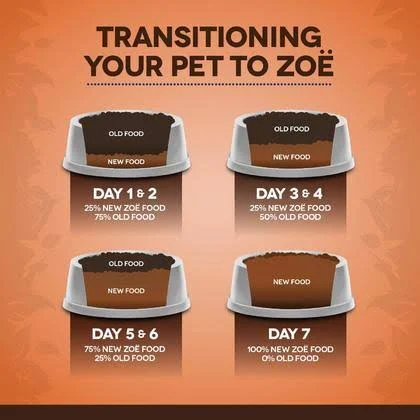 TRANSITIONING
YOUR PET TO ZOË
OLD FOOD
NEW FOOD
DAY 1 & 2
25% NEW ZOË FOOD
75% OLD FOOD
OLD FOOD
NEW FOOD
DAY 3 & 4
25% NEW ZOË FOOD
50% OLD FOOD
OLD FOOD
NEW FOOD
DAY 5 & 6
75% NEW ZOË FOOD
25% OLD FOOD
NEW FOOD
DAY 7
100% NEW ZOË FOOD
0% OLD FOOD